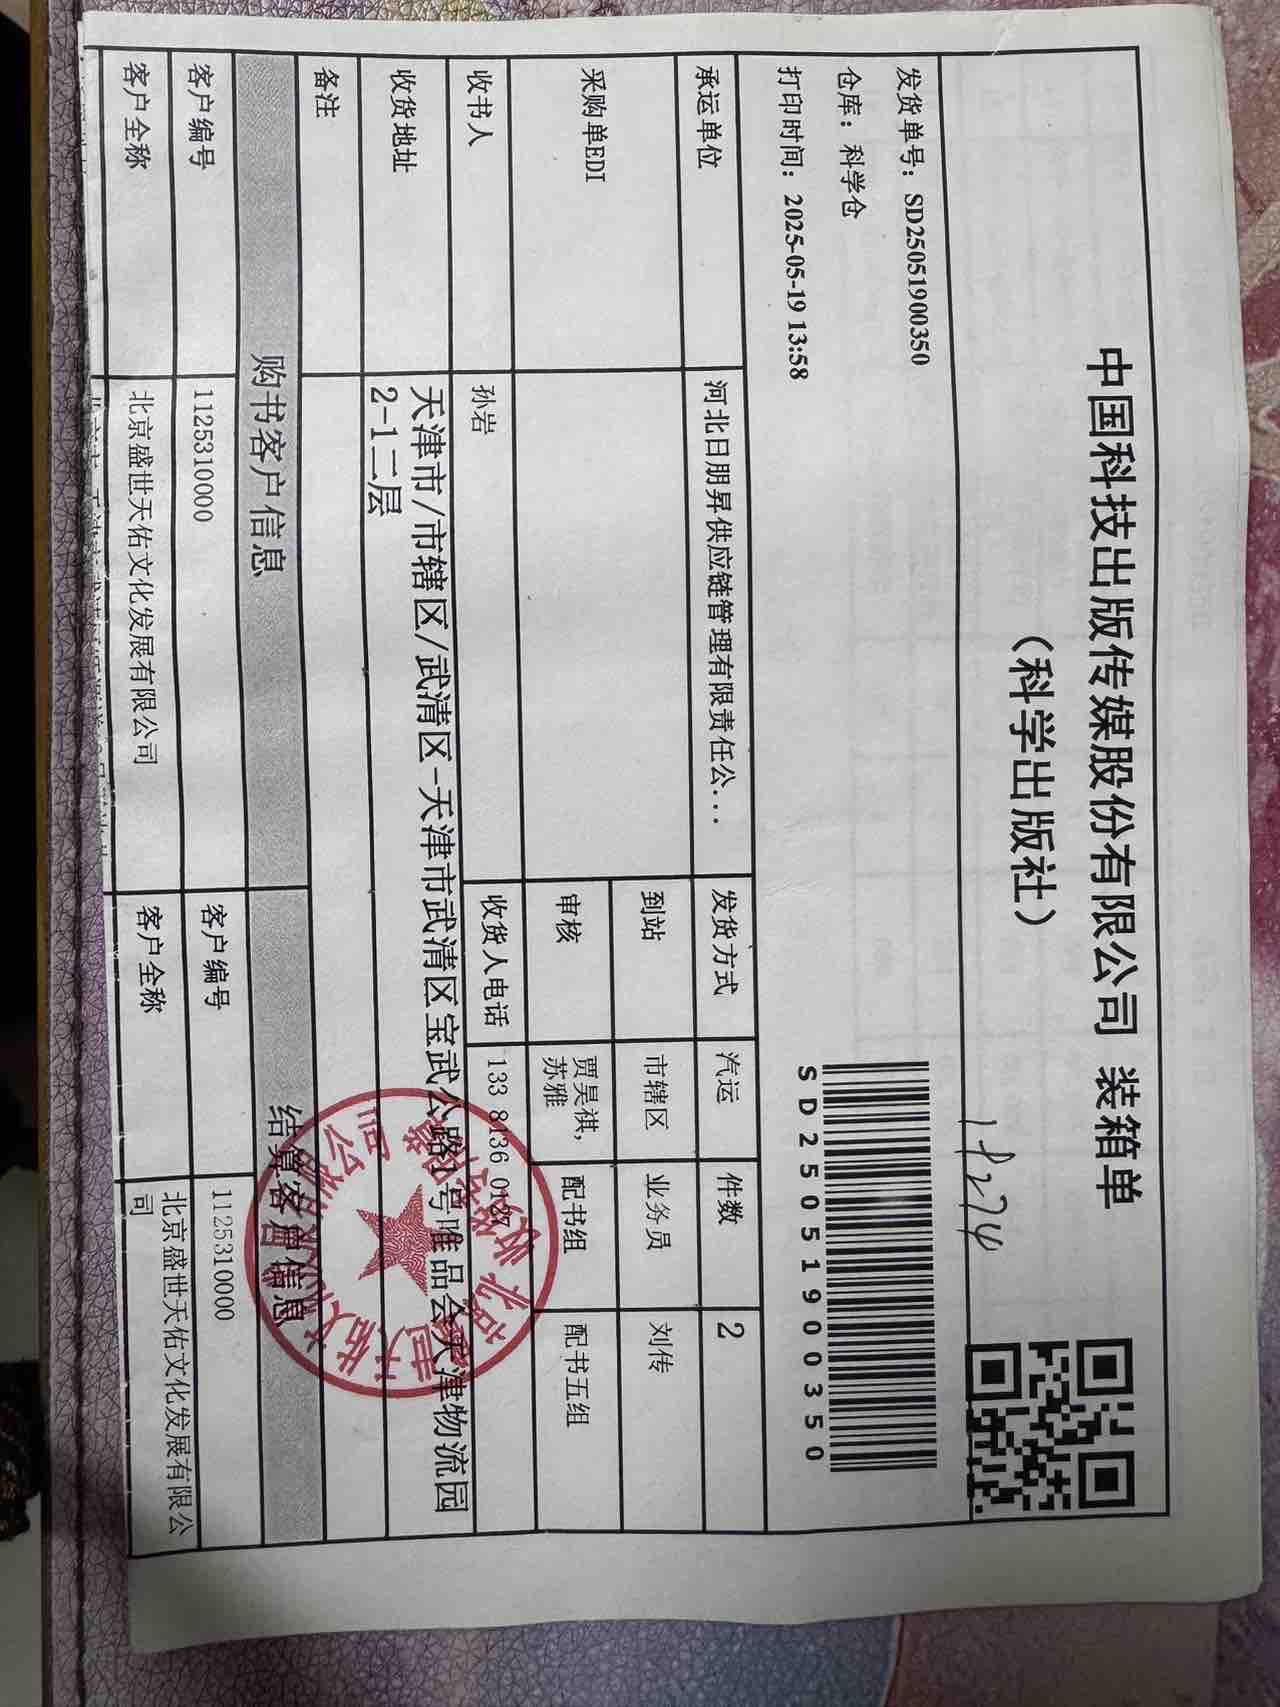 中国科技出版传媒股份有限公司 装箱单
（科学出版社）
发货单号：SD25051900350
仓库：科学仓
打印时间：2025-05-19 13:58
SD25051900350
承运单位 河北日朋昇供应链管理有限责任公... 发货方式 汽运 件数 2
采购单EDI 到站 市辖区 业务员 刘传
审核 贾昊祺,苏雅 配书组 配书五组
收书人 孙岩 收货人电话 133 8136 0127
收货地址 天津市/市辖区/武清区-天津市武清区宝武公路1号唯品会天津物流园
2-1二层
备注
购书客户信息 结算客户信息
客户编号 1125310000 客户编号 1125310000
客户全称 北京盛世天佑文化发展有限公司 客户全称 北京盛世天佑文化发展有限公
司